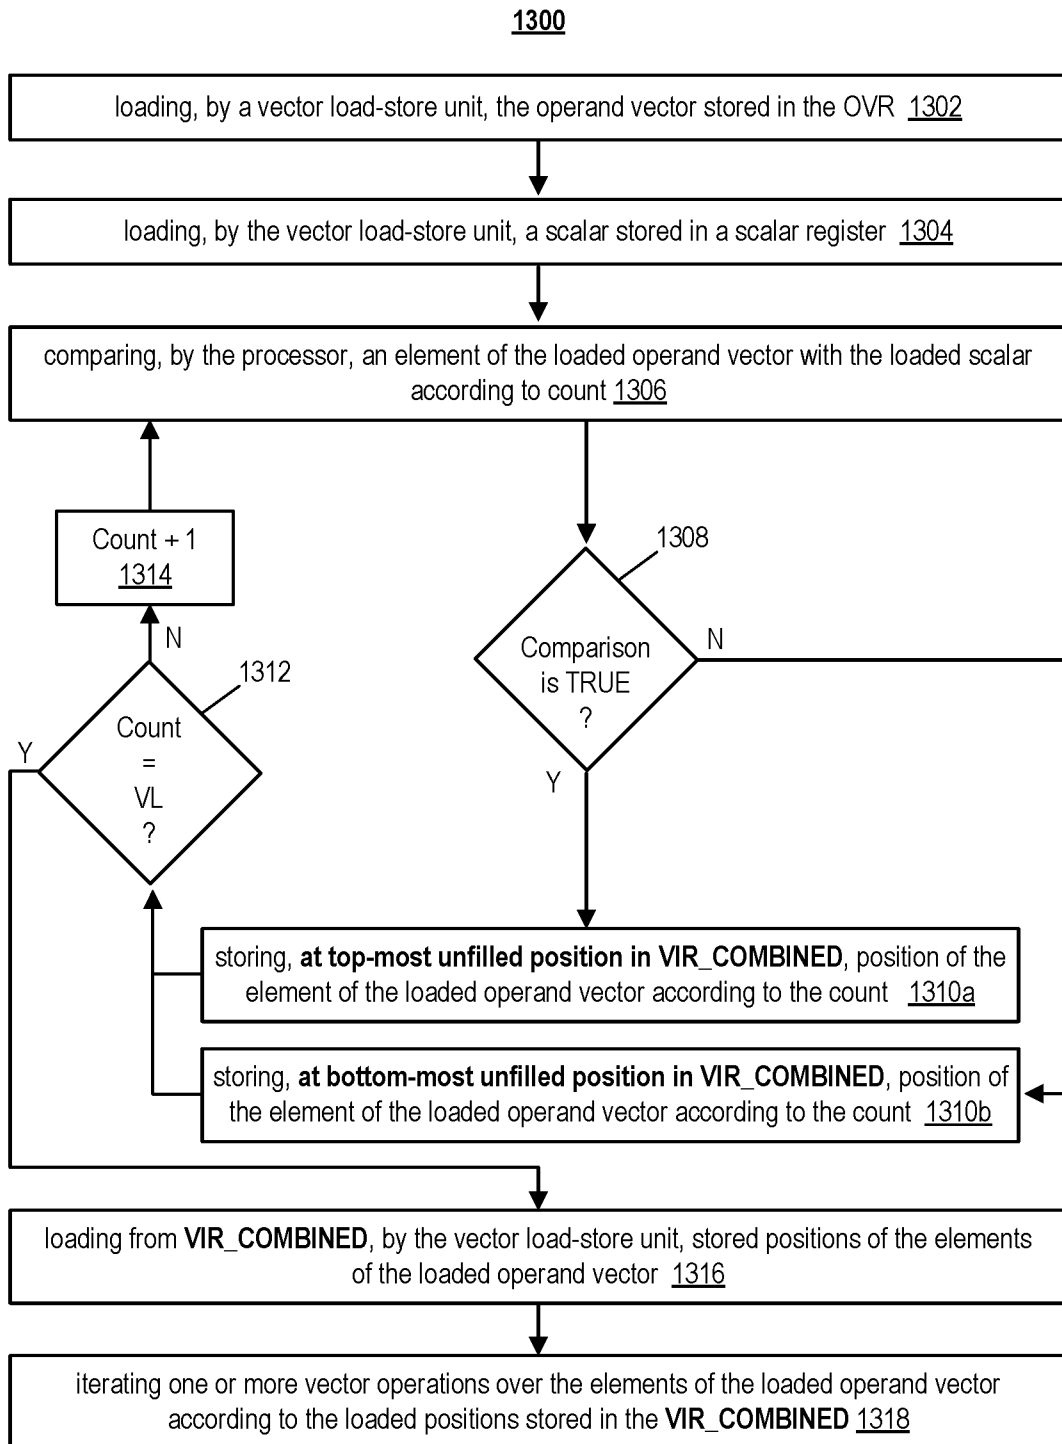 1300
loading, by a vector load-store unit, the operand vector stored in the OVR 1302
loading, by the vector load-store unit, a scalar stored in a scalar register 1304
comparing, by the processor, an element of the loaded operand vector with the loaded scalar
according to count 1306
Count + 1
1314
1308
N
Comparison
is TRUE
?
N
Y
1312
Count
=
VL
?
Y
storing, at top-most unfilled position in VIR_COMBINED, position of the
element of the loaded operand vector according to the count 1310a
storing, at bottom-most unfilled position in VIR_COMBINED, position of
the element of the loaded operand vector according to the count 1310b
loading from VIR_COMBINED, by the vector load-store unit, stored positions of the elements
of the loaded operand vector 1316
iterating one or more vector operations over the elements of the loaded operand vector
according to the loaded positions stored in the VIR_COMBINED 1318